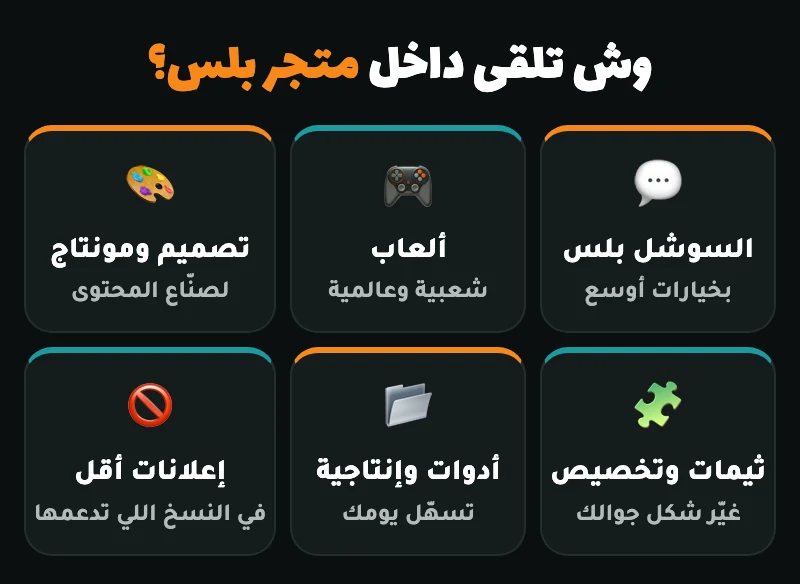 وش تلقى داخل متجر بلس؟
السوشل بلس
بخيارات أوسع
ألعاب
شعبية وعالمية
تصميم ومونتاج
لصنّاع المحتوى
ثيمات وتخصيص
غيّر شكل جوالك
أدوات وإنتاجية
تسهّل يومك
إعلانات أقل
في النسخ اللي تدعمها